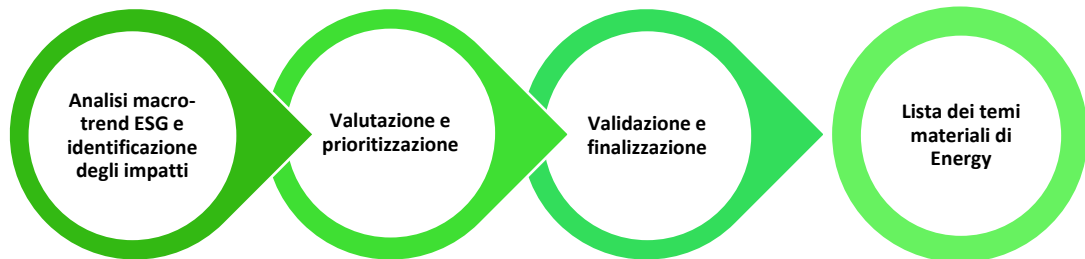 Analisi macro-
trend ESG e
identificazione
degli impatti
Valutazione e
prioritizzazione
Validazione e
finalizzazione
Lista dei temi
materiali di
Energy